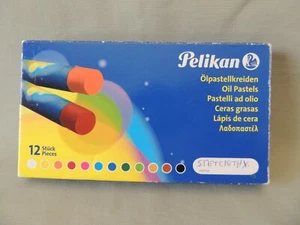 Pelikan
Ölpastellkreiden
Oil Pastels
Pastelli ad olio
Ceras grasas
Lápis de cera
Λαδοπαστέλ
12 Stück
Pieces